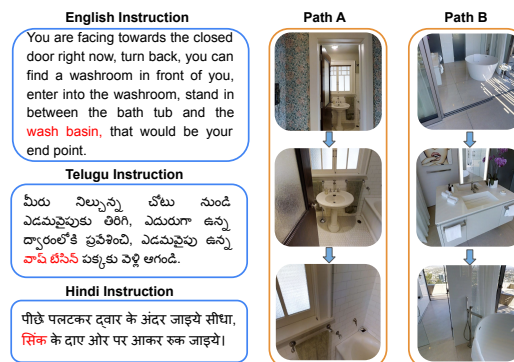 English Instruction
You are facing towards the closed
door right now, turn back, you can
find a washroom in front of you,
enter into the washroom, stand in
between the bath tub and the
wash basin, that would be your
end point.
Telugu Instruction
మీరు నిల్చున్న చోటు నుండి
ఎడమవైపుకు తిరిగి, ఎదురుగా ఉన్న
ద్వారంలోకి ప్రవేశించి, ఎడమవైపు ఉన్న
వాష్ బేసిన్ పక్కకు వెళ్లి ఆగండి.
Hindi Instruction
पीछे पलटकर द्वार के अंदर जाइये सीधा,
सिंक के दाए ओर पर आकर रुक जाइये।
Path A
Path B